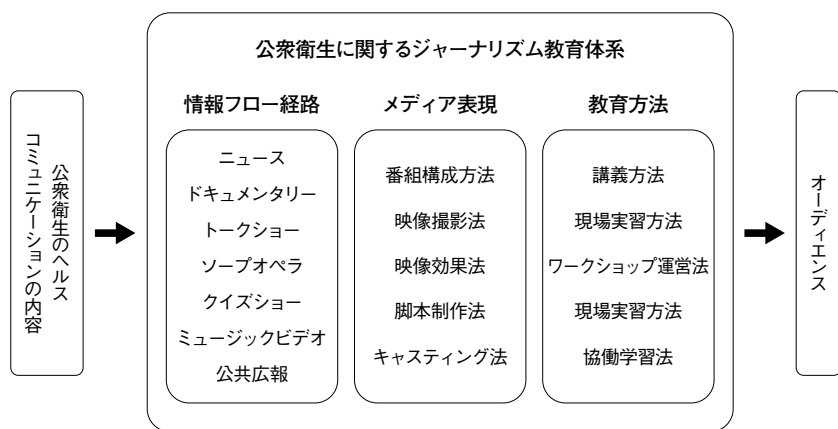 公衆衛生に関するジャーナリズム教育体系
公衆衛生のヘルス
コミュニケーションの内容
情報フロー経路
ニュース
ドキュメンタリー
トークショー
ソープオペラ
クイズショー
ミュージックビデオ
公共広報
メディア表現
番組構成方法
映像撮影法
映像効果法
脚本制作法
キャスティング法
教育方法
講義方法
現場実習方法
ワークショップ運営法
現場実習方法
協働学習法
オーディエンス